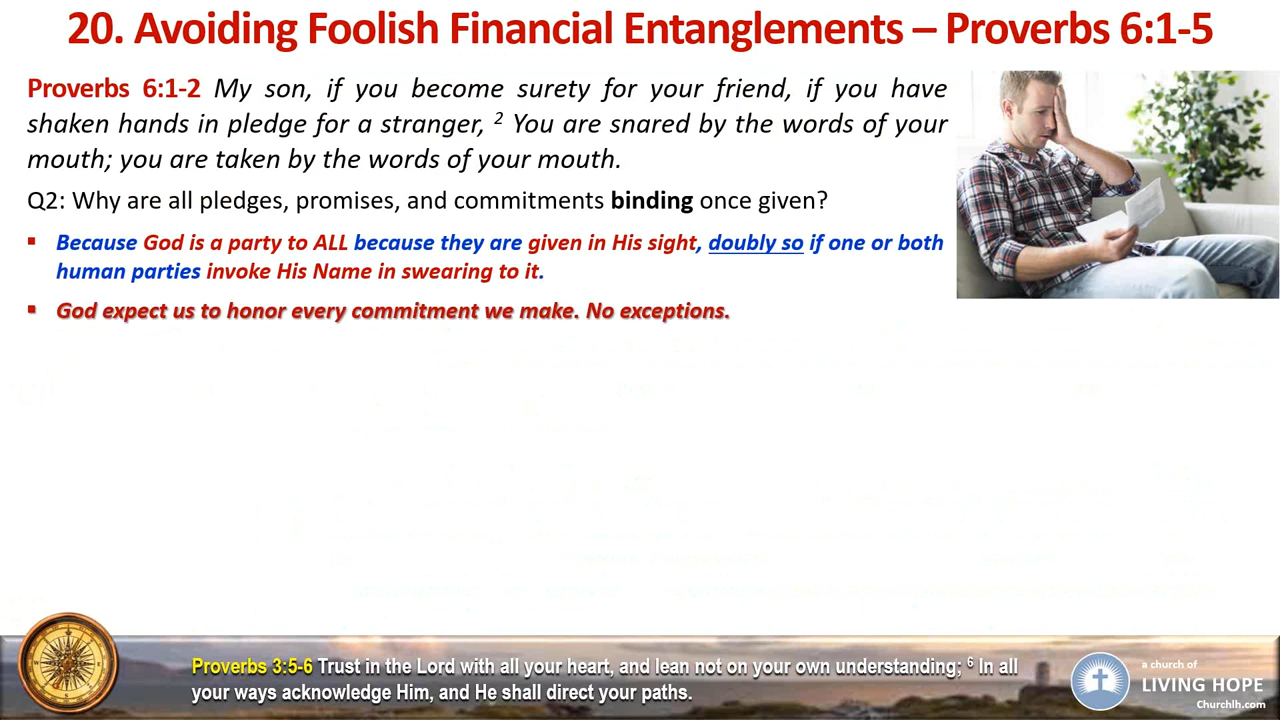 20. Avoiding Foolish Financial Entanglements – Proverbs 6:1-5
Proverbs 6:1-2 My son, if you become surety for your friend, if you have
shaken hands in pledge for a stranger, 2 You are snared by the words of your
mouth; you are taken by the words of your mouth.
Q2: Why are all pledges, promises, and commitments binding once given?
▪ Because God is a party to ALL because they are given in His sight, doubly so if one or both
human parties invoke His Name in swearing to it.
▪ God expect us to honor every commitment we make. No exceptions.
Proverbs 3:5-6 Trust in the Lord with all your heart, and lean not on your own understanding; 6 In all
your ways acknowledge Him, and He shall direct your paths.
a church of
LIVING HOPE
Churchlh.com